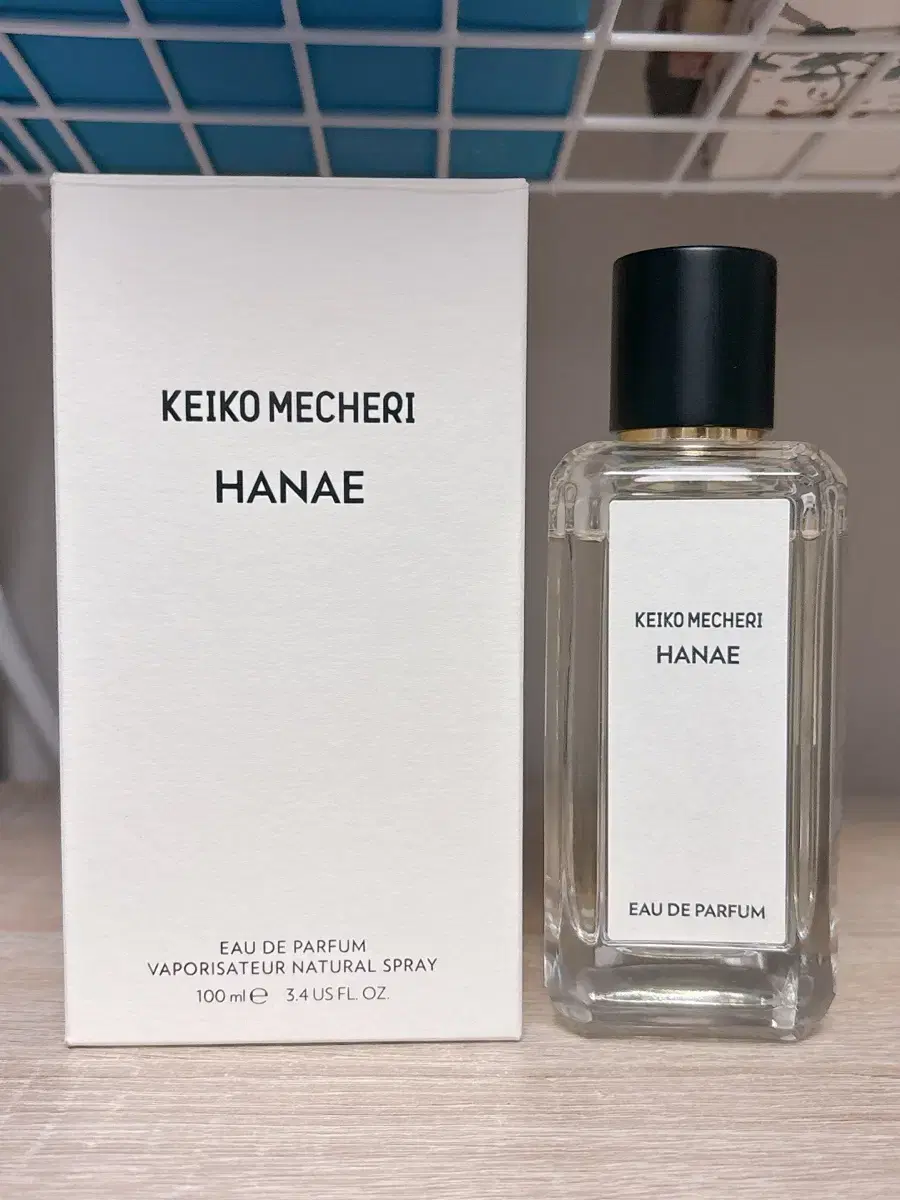 KEIKO MECHERI
HANAE
EAU DE PARFUM
VAPORISATEUR NATURAL SPRAY
100 ml ℮ 3.4 US FL. OZ.
KEIKO MECHERI
HANAE
EAU DE PARFUM